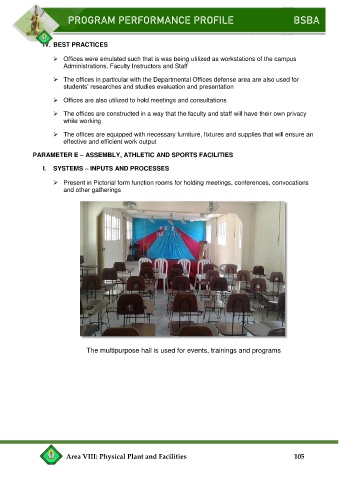 PROGRAM PERFORMANCE PROFILE BSBA
IV. BEST PRACTICES
➢ Offices were emulated such that is was being utilized as workstations of the campus
Administrations, Faculty Instructors and Staff
➢ The offices in particular with the Departmental Offices defense area are also used for
students' researches and studies evaluation and presentation
➢ Offices are also utilized to hold meetings and consultations
➢ The offices are constructed in a way that the faculty and staff will have their own privacy
while working
➢ The offices are equipped with necessary furniture, fixtures and supplies that will ensure an
effective and efficient work output
PARAMETER E – ASSEMBLY, ATHLETIC AND SPORTS FACILITIES
I. SYSTEMS – INPUTS AND PROCESSES
➢ Present in Pictorial form function rooms for holding meetings, conferences, convocations
and other gatherings
The multipurpose hall is used for events, trainings and programs
Area VIII: Physical Plant and Facilities 105